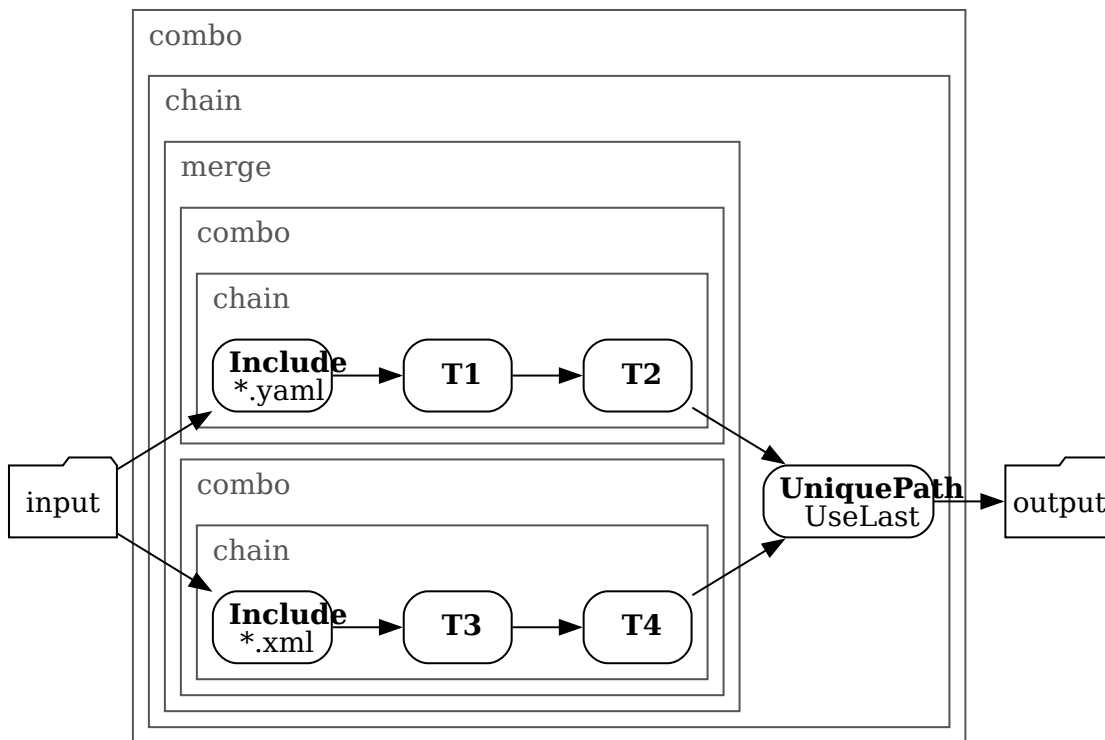 combo
chain
merge
combo
chain
Include
*.yaml
T1
T2
input
combo
chain
Include
*.xml
T3
T4
UniquePath
UseLast
output